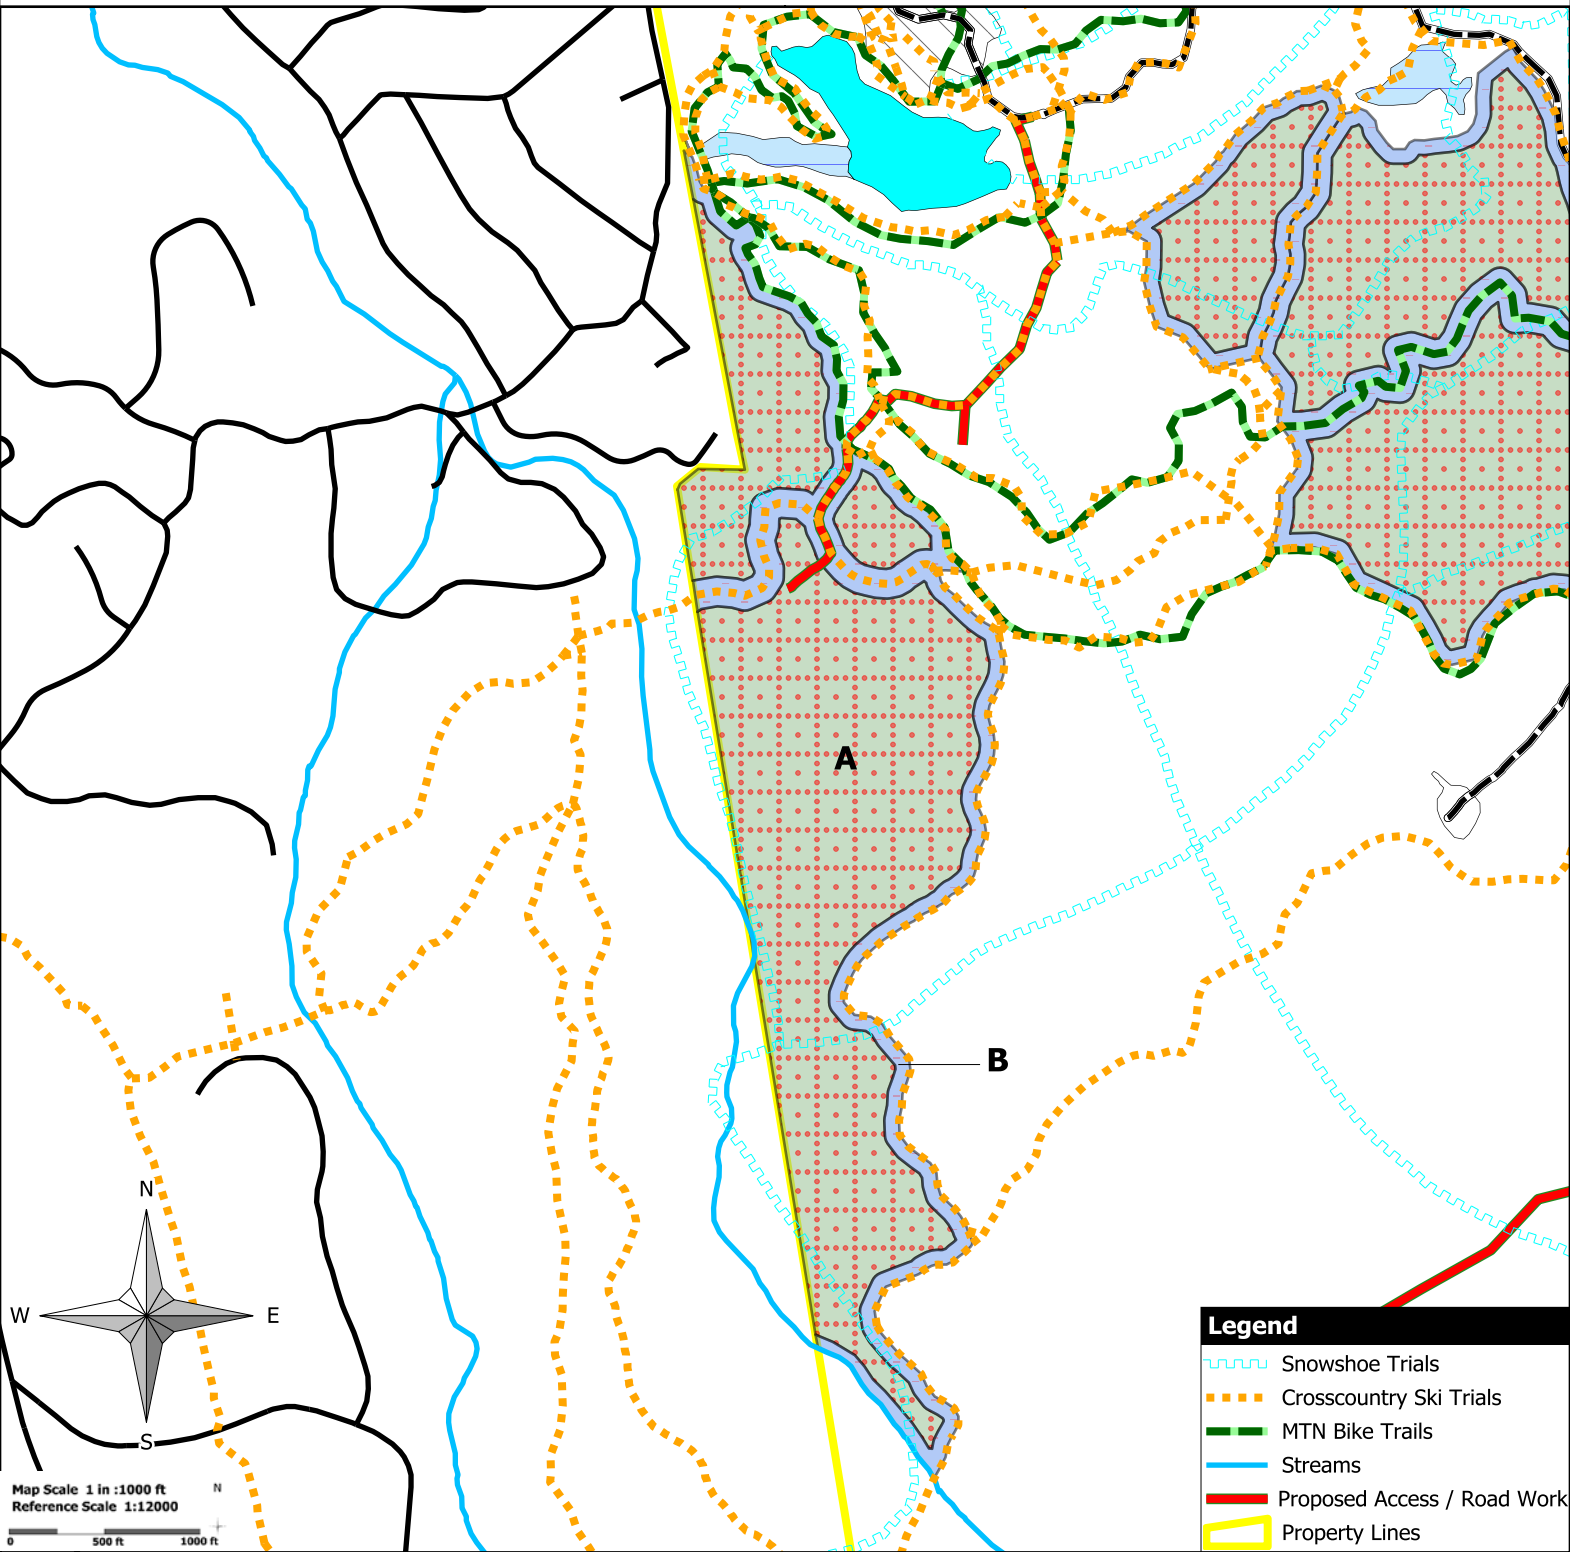 A
B
N
W
E
S
Map Scale 1 in :1000 ft
N
Reference Scale 1:12000
0 500 ft 1000 ft
Legend
Snowshoe Trials
Crosscountry Ski Trials
MTN Bike Trails
Streams
Proposed Access / Road Work
Property Lines